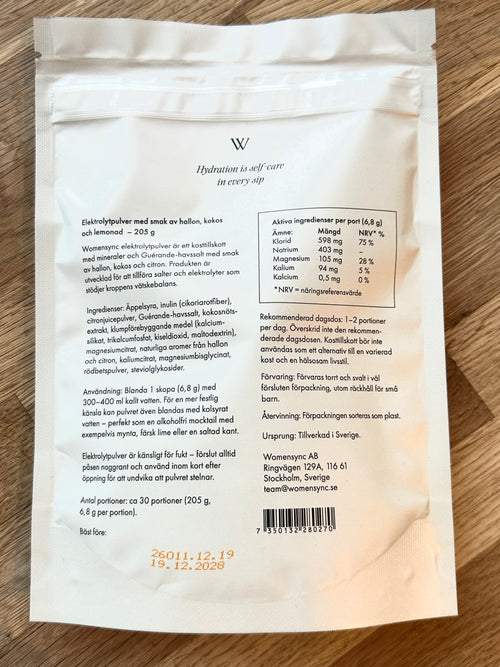 W
Hydration is self-care
in every sip
Elektrolytpulver med smak av hallon, kokos
och lemonad – 205 g
Womensync elektrolytpulver är ett kosttillskott
med mineraler och Guérande-havssalt med smak
av hallon, kokos och citron. Produkten är
utvecklad för att tillföra salter och elektrolyter som
stödjer kroppens vätskebalans.
Ingredienser: Äppelsyra, inulin (cikoriarotfiber),
citronjuicepulver, Guérande-havssalt, kokosnöts-
extrakt, klumpförebyggande medel (kalcium-
silikat, trikalcumfosfat, kiseldioxid, maltodextrin),
magnesiumcitrat, naturliga aromer från hallon
och citron, kaliumcitrat, magnesiumbisglycinat,
rödbetspulver, stevialglykosider.
Användning: Blanda 1 skopa (6,8 g) med
300–400 ml kallt vatten. För en mer festlig
känsla kan pulvret även blandas med kolsyrat
vatten – perfekt som en alkoholfri mocktail med
exempelvis mynta, färsk lime eller en saltad kant.
Elektrolytpulver är känsligt för fukt – förslut alltid
påsen noggrant och använd inom kort efter
öppning för att undvika att pulvret stelnar.
Antal portioner: ca 30 portioner (205 g,
6,8 g per portion).
Bäst före:
26011.12.19
19.12.2028
Aktiva ingredienser per port (6,8 g)
Ämne: Mängd NRV* %
Klorid 598 mg 75 %
Natrium 403 mg –
Magnesium 105 mg 28 %
Kalium 94 mg 5 %
Kalcium 0,5 mg 0 %
*NRV = näringsreferensvärde
Rekommenderad dagsdos: 1–2 portioner
per dag. Överskrid inte den rekommen-
derade dagsdosen. Kosttillskott bör inte
användas som ett alternativ till en varierad
kost och en hälsosam livsstil.
Förvaring: Förvaras torrt och svalt i väl
försluten förpackning, utom räckhåll för små
barn.
Återvinning: Förpackningen sorteras som plast.
Ursprung: Tillverkad i Sverige.
Womensync AB
Ringvägen 129A, 116 61
Stockholm, Sverige
team@womensync.se
7 350132 280270